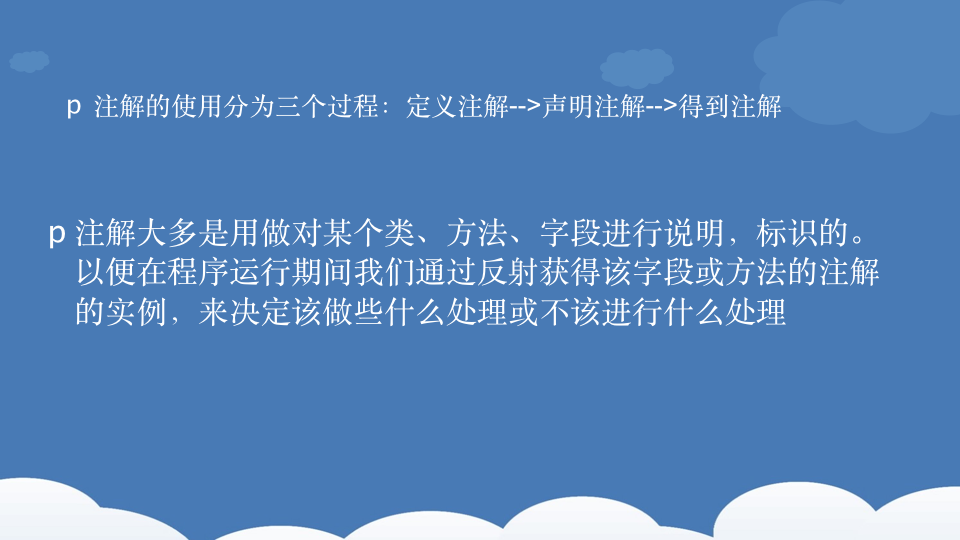 p 注解的使用分为三个过程：定义注解-->声明注解-->得到注解
p 注解大多是用做对某个类、方法、字段进行说明，标识的。
以便在程序运行期间我们通过反射获得该字段或方法的注解
的实例，来决定该做些什么处理或不该进行什么处理